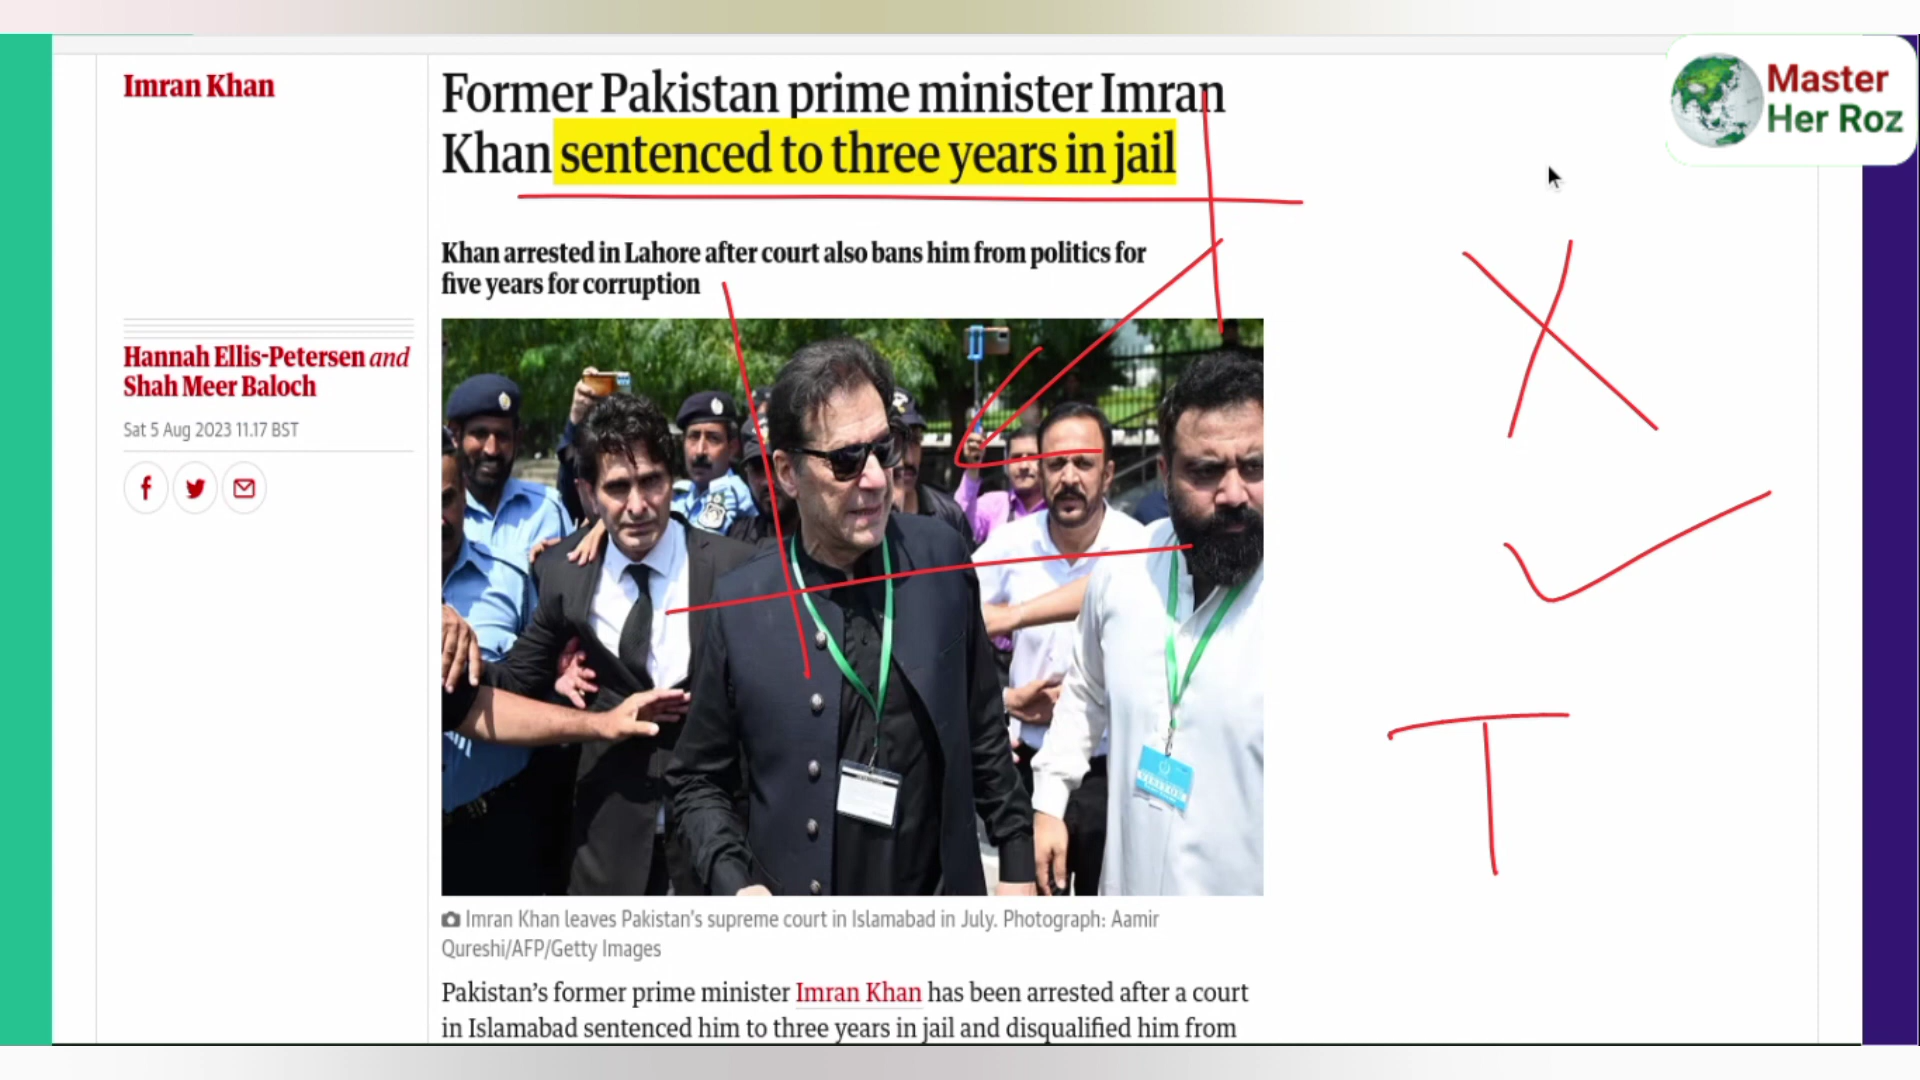 Master
Her Roz
Imran Khan
Former Pakistan prime minister Imran
Khan sentenced to three years in jail
Khan arrested in Lahore after court also bans him from politics for
five years for corruption
Hannah Ellis-Petersen and
Shah Meer Baloch
Sat 5 Aug 2023 11.17 BST
VISITOR
Imran Khan leaves Pakistan's supreme court in Islamabad in July. Photograph: Aamir
Qureshi/AFP/Getty Images
Pakistan's former prime minister Imran Khan has been arrested after a court
in Islamabad sentenced him to three years in jail and disqualified him from